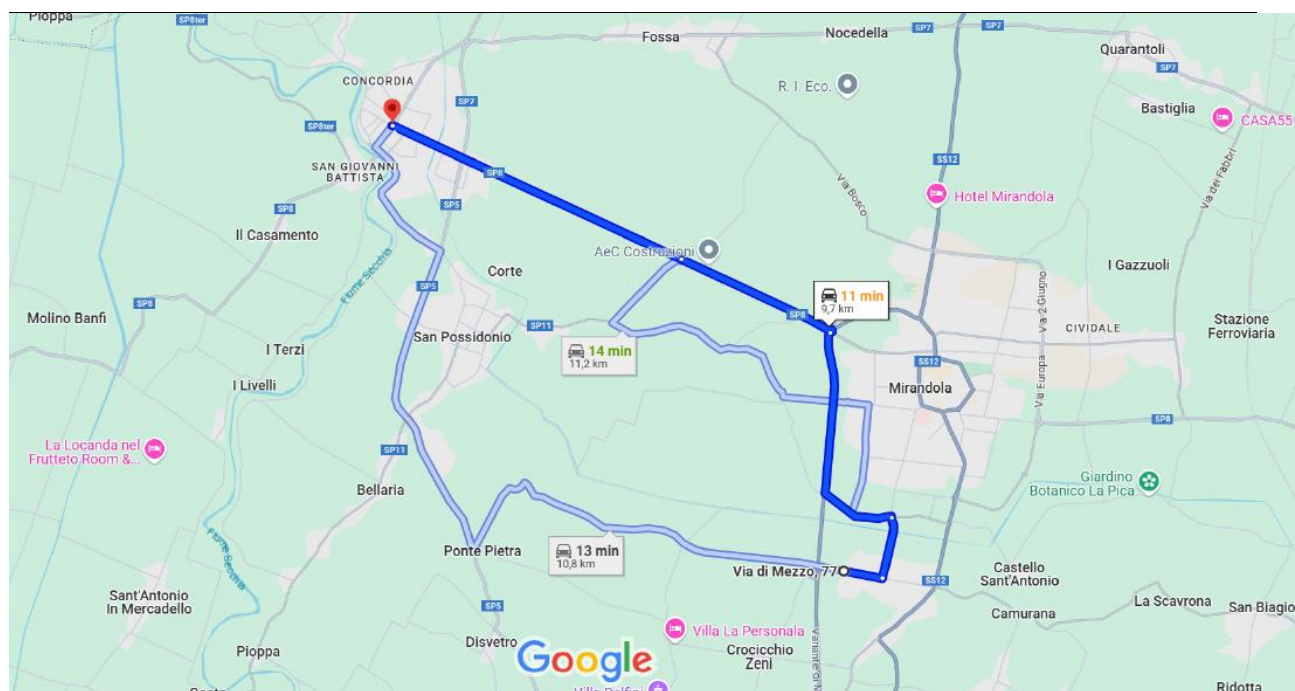 Pioppa
SP8ter
Fossa
Nocedella
SP7
SP7
Quarantoli
SP7
CONCORDIA
SP7
R. I. Eco.
Bastiglia
CASA55
SP8ter
SS12
Via Bosco
Via dei Fabbri
SAN GIOVANNI
BATTISTA
SP8
Hotel Mirandola
SP8
SP5
Il Casamento
Fiume Secchia
AeC Costruzioni
I Gazzuoli
Corte
SP5
11 min
9,7 km
Via 2 Giugno
SP8
Molino Banfi
SP8
SP11
CIVIDALE
Stazione
Ferroviaria
San Possidonio
14 min
11,2 km
SS12
I Terzi
I Livelli
Mirandola
Via Europa
SP8
La Locanda nel
Frutteto Room &...
SP11
Giardino
Botanico La Pica
Bellaria
Fiume Secchia
Ponte Pietra
13 min
10,8 km
Via di Mezzo, 77
SS12
Castello
Sant'Antonio
Sant'Antonio
In Mercadello
SP5
Camurana
La Scavrona
San Biagio
Disvetro
Villa La Personala
Pioppa
Google
Crocicchio
Zeni
Ridotta